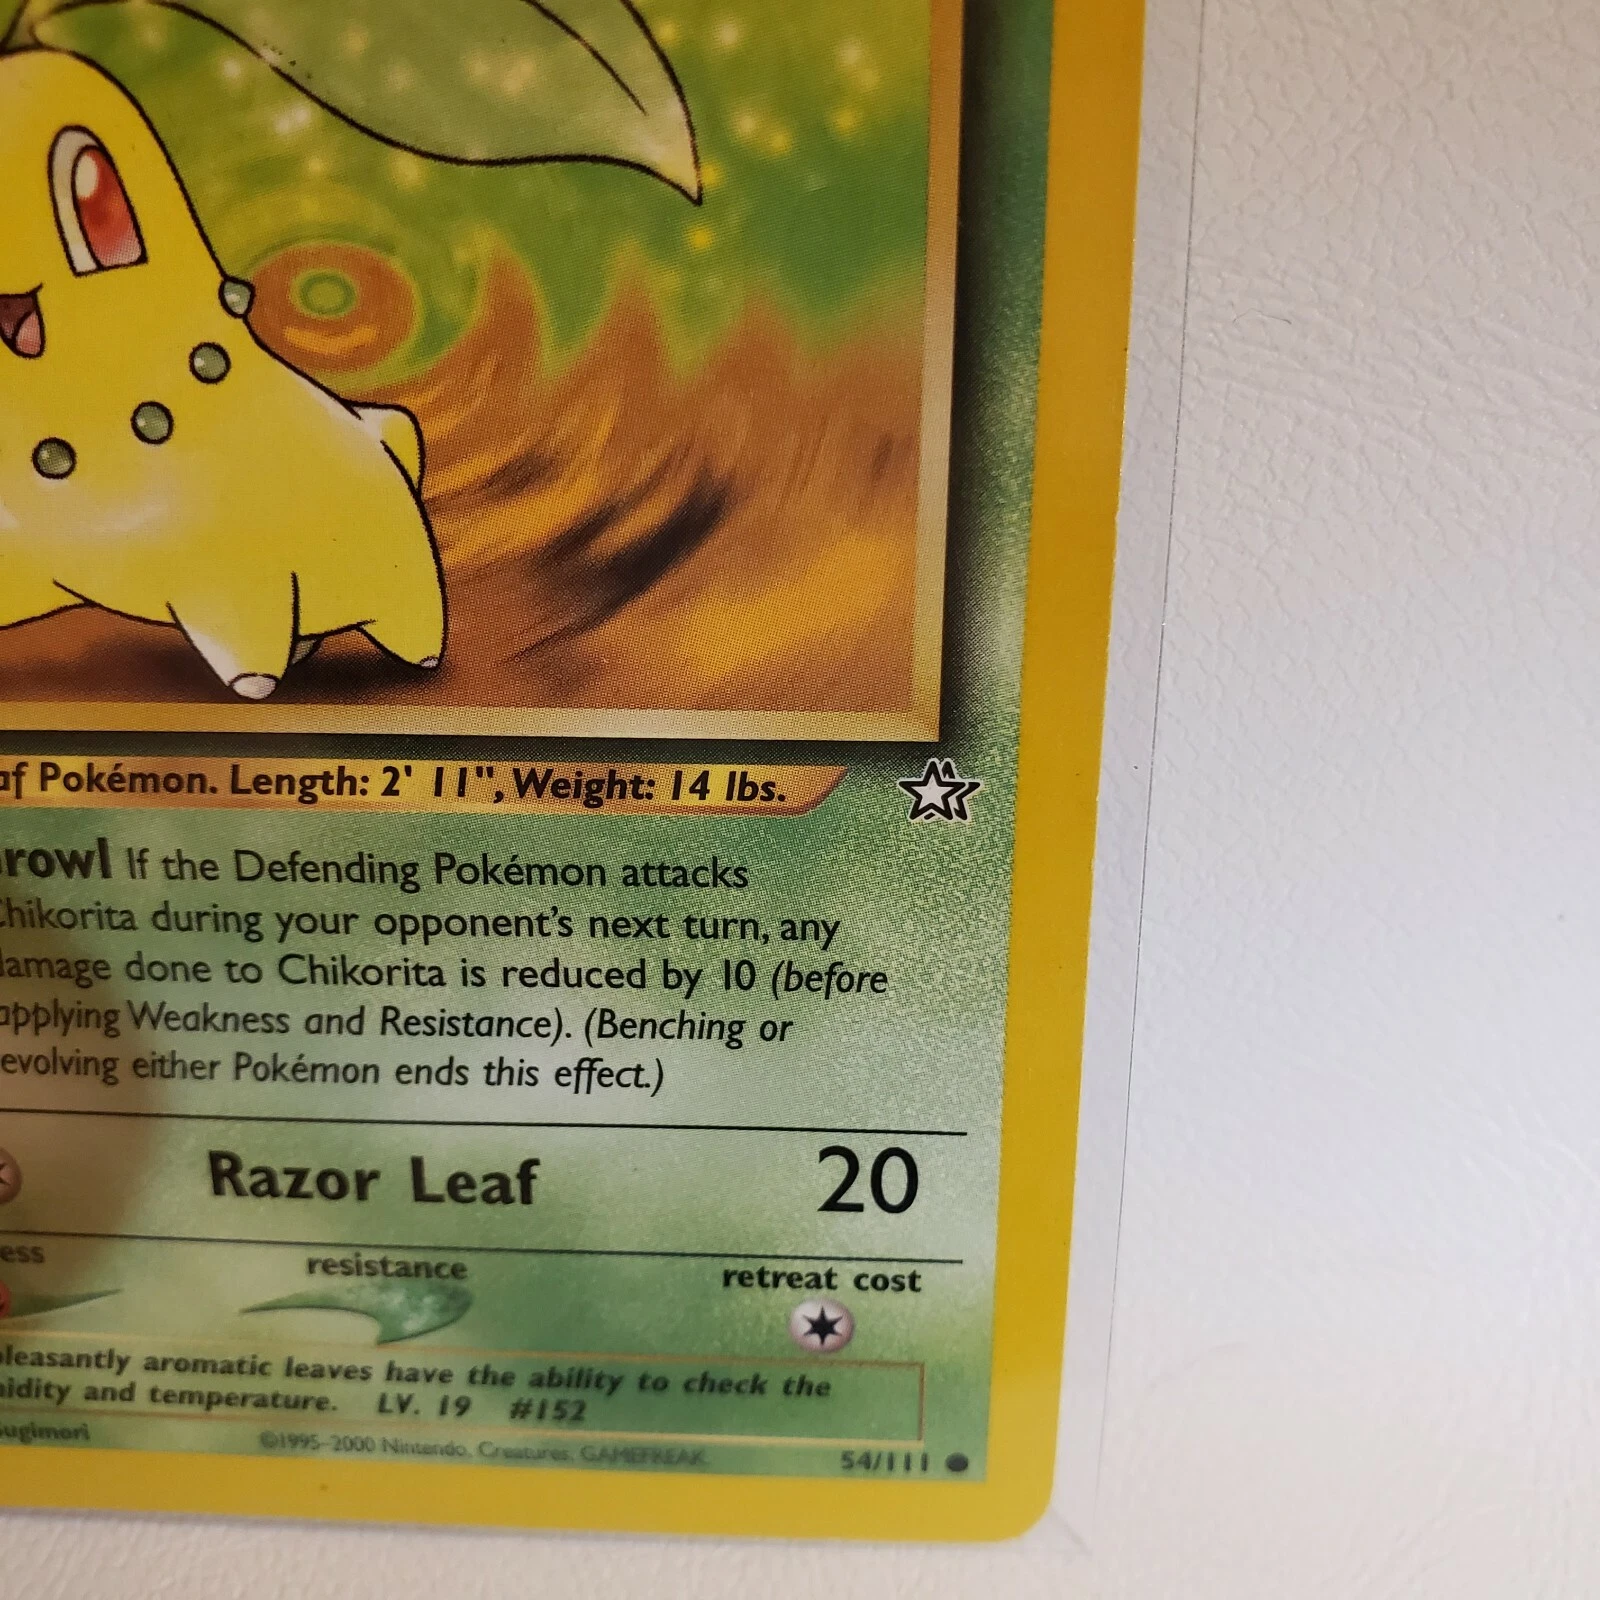 af Pokémon. Length: 2' 11", Weight: 14 lbs.
rowl If the Defending Pokémon attacks
Chikorita during your opponent's next turn, any
damage done to Chikorita is reduced by 10 (before
applying Weakness and Resistance). (Benching or
evolving either Pokémon ends this effect.)
Razor Leaf 20
ess resistance retreat cost
pleasantly aromatic leaves have the ability to check the
idity and temperature. LV. 19 #152
Sugimori ©1995-2000 Nintendo, Creatures, GAMEFREAK. 54/111